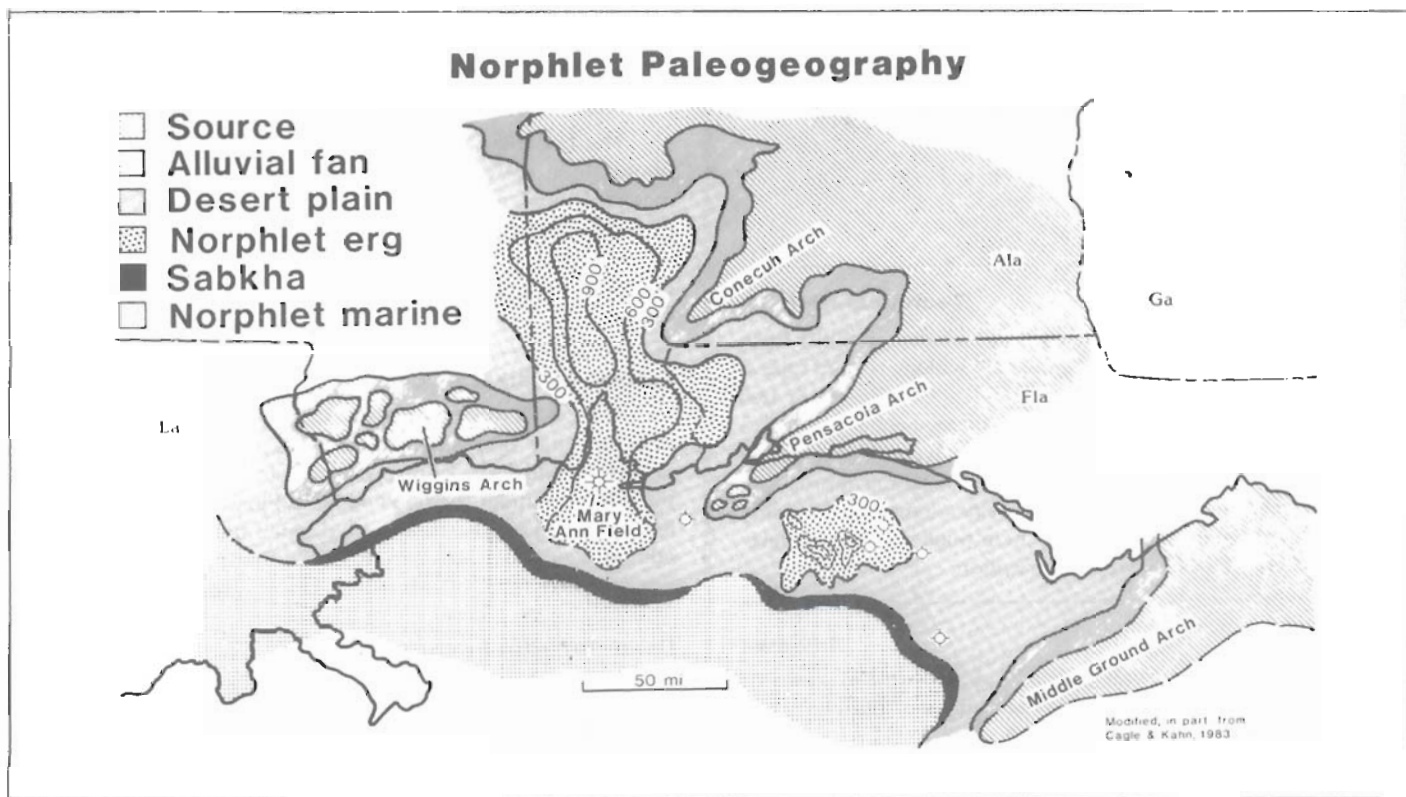 Norphlet Paleogeography
Source
Alluvial fan
Desert plain
Norphlet erg
Sabkha
Norphlet marine
Conecuh Arch
Ala
Ga
900
600
300
300
La
Fla
Pensacola Arch
Wiggins Arch
Mary
Ann Field
300'
50 mi
Middle Ground Arch
Modified, in part from
Cagle & Kahn, 1983